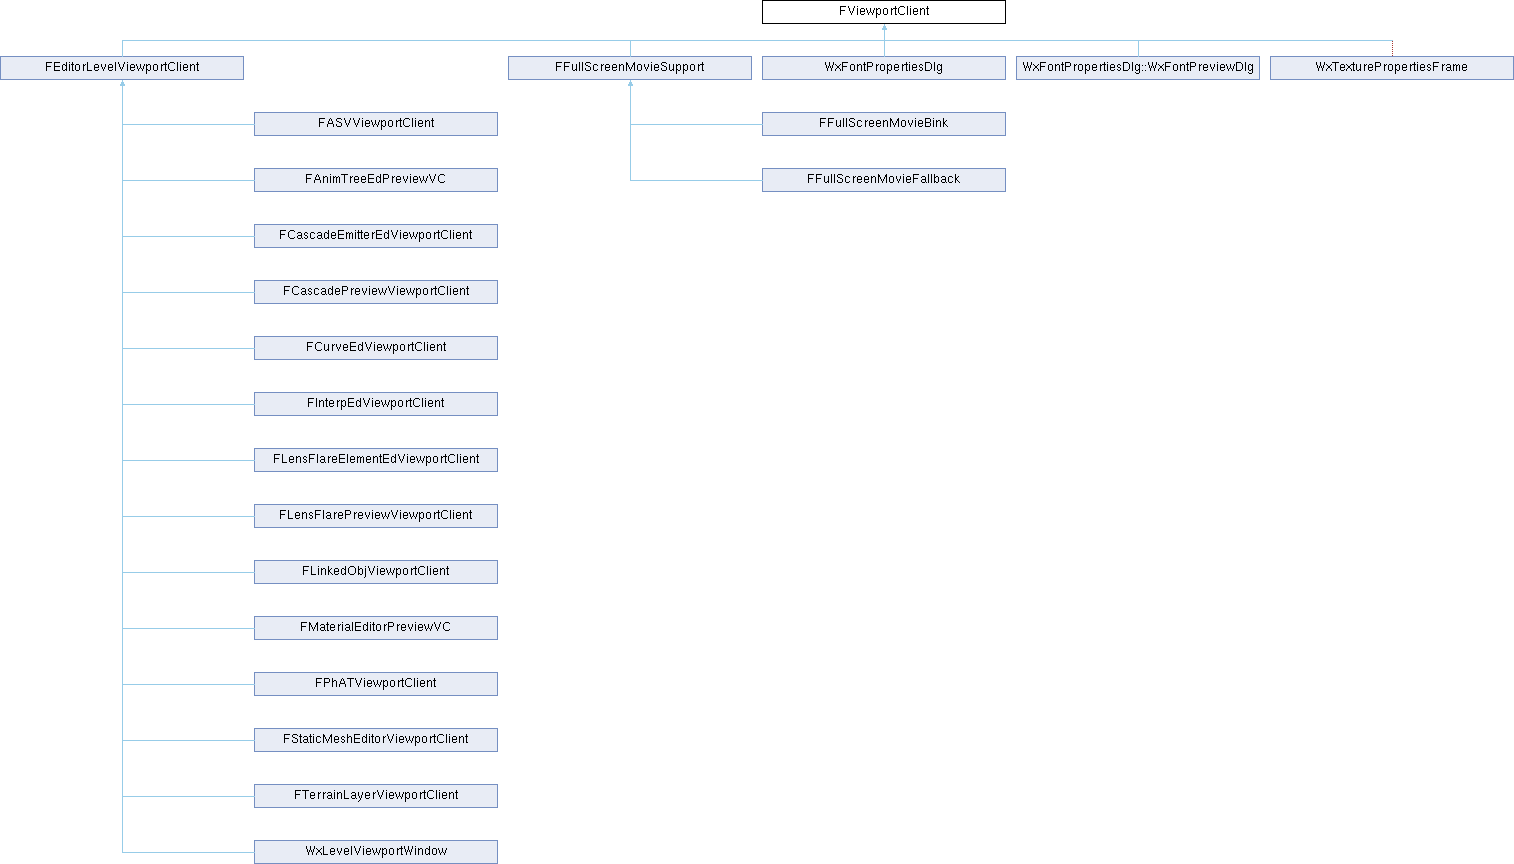 FViewportClient
FEditorLevelViewportClient
FFullScreenMovieSupport
WxFontPropertiesDlg
WxFontPropertiesDlg::WxFontPreviewDlg
WxTexturePropertiesFrame
FASVViewportClient
FFullScreenMovieBink
FAnimTreeEdPreviewVC
FFullScreenMovieFallback
FCascadeEmitterEdViewportClient
FCascadePreviewViewportClient
FCurveEdViewportClient
FInterpEdViewportClient
FLensFlareElementEdViewportClient
FLensFlarePreviewViewportClient
FLinkedObjViewportClient
FMaterialEditorPreviewVC
FPhATViewportClient
FStaticMeshEditorViewportClient
FTerrainLayerViewportClient
WxLevelViewportWindow